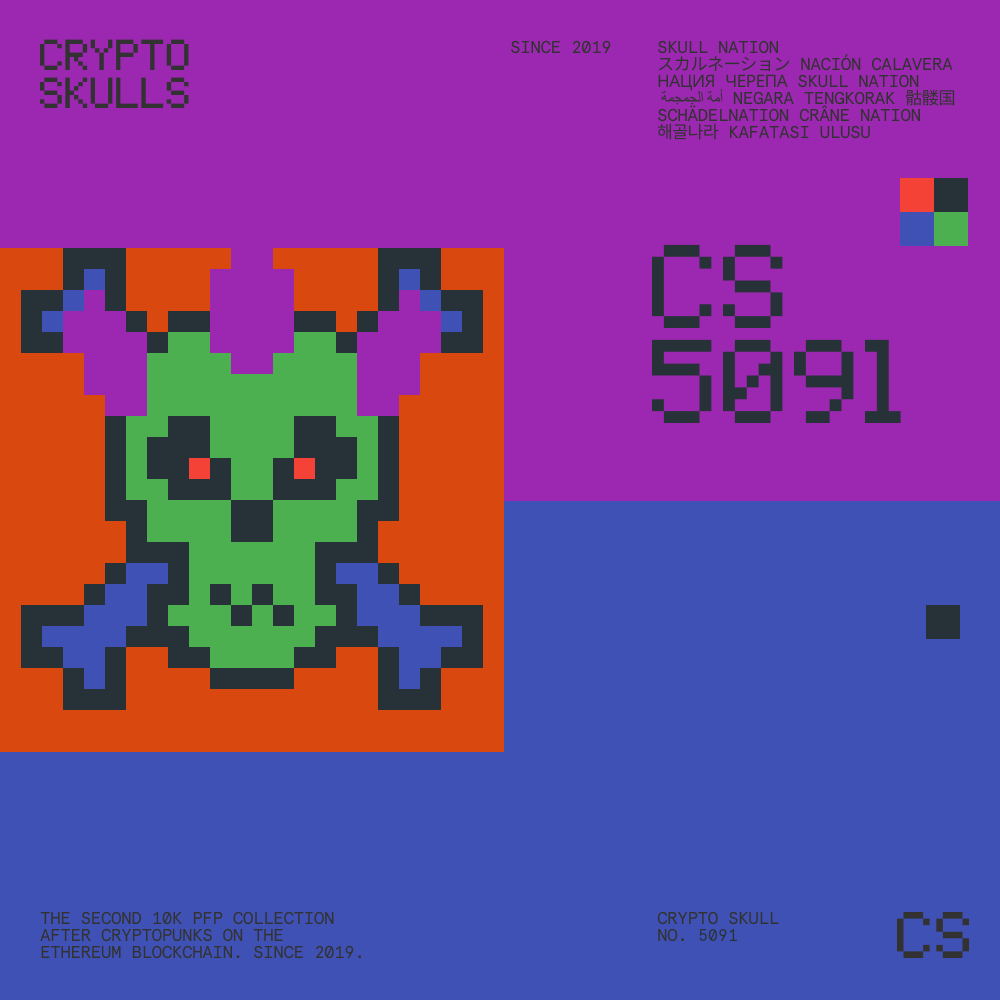 CRYPTO
SKULLS
SINCE 2019
SKULL NATION
スカルネーション NACIÓN CALAVERA
НАЦИЯ ЧЕРЕПА SKULL NATION
أمة الجمجمة NEGARA TENGKORAK 骷髅国
SCHÄDELNATION CRÂNE NATION
해골나라 KAFATASI ULUSU
CS
5091
THE SECOND 10K PFP COLLECTION
AFTER CRYPTOPUNKS ON THE
ETHEREUM BLOCKCHAIN. SINCE 2019.
CRYPTO SKULL
NO. 5091
CS